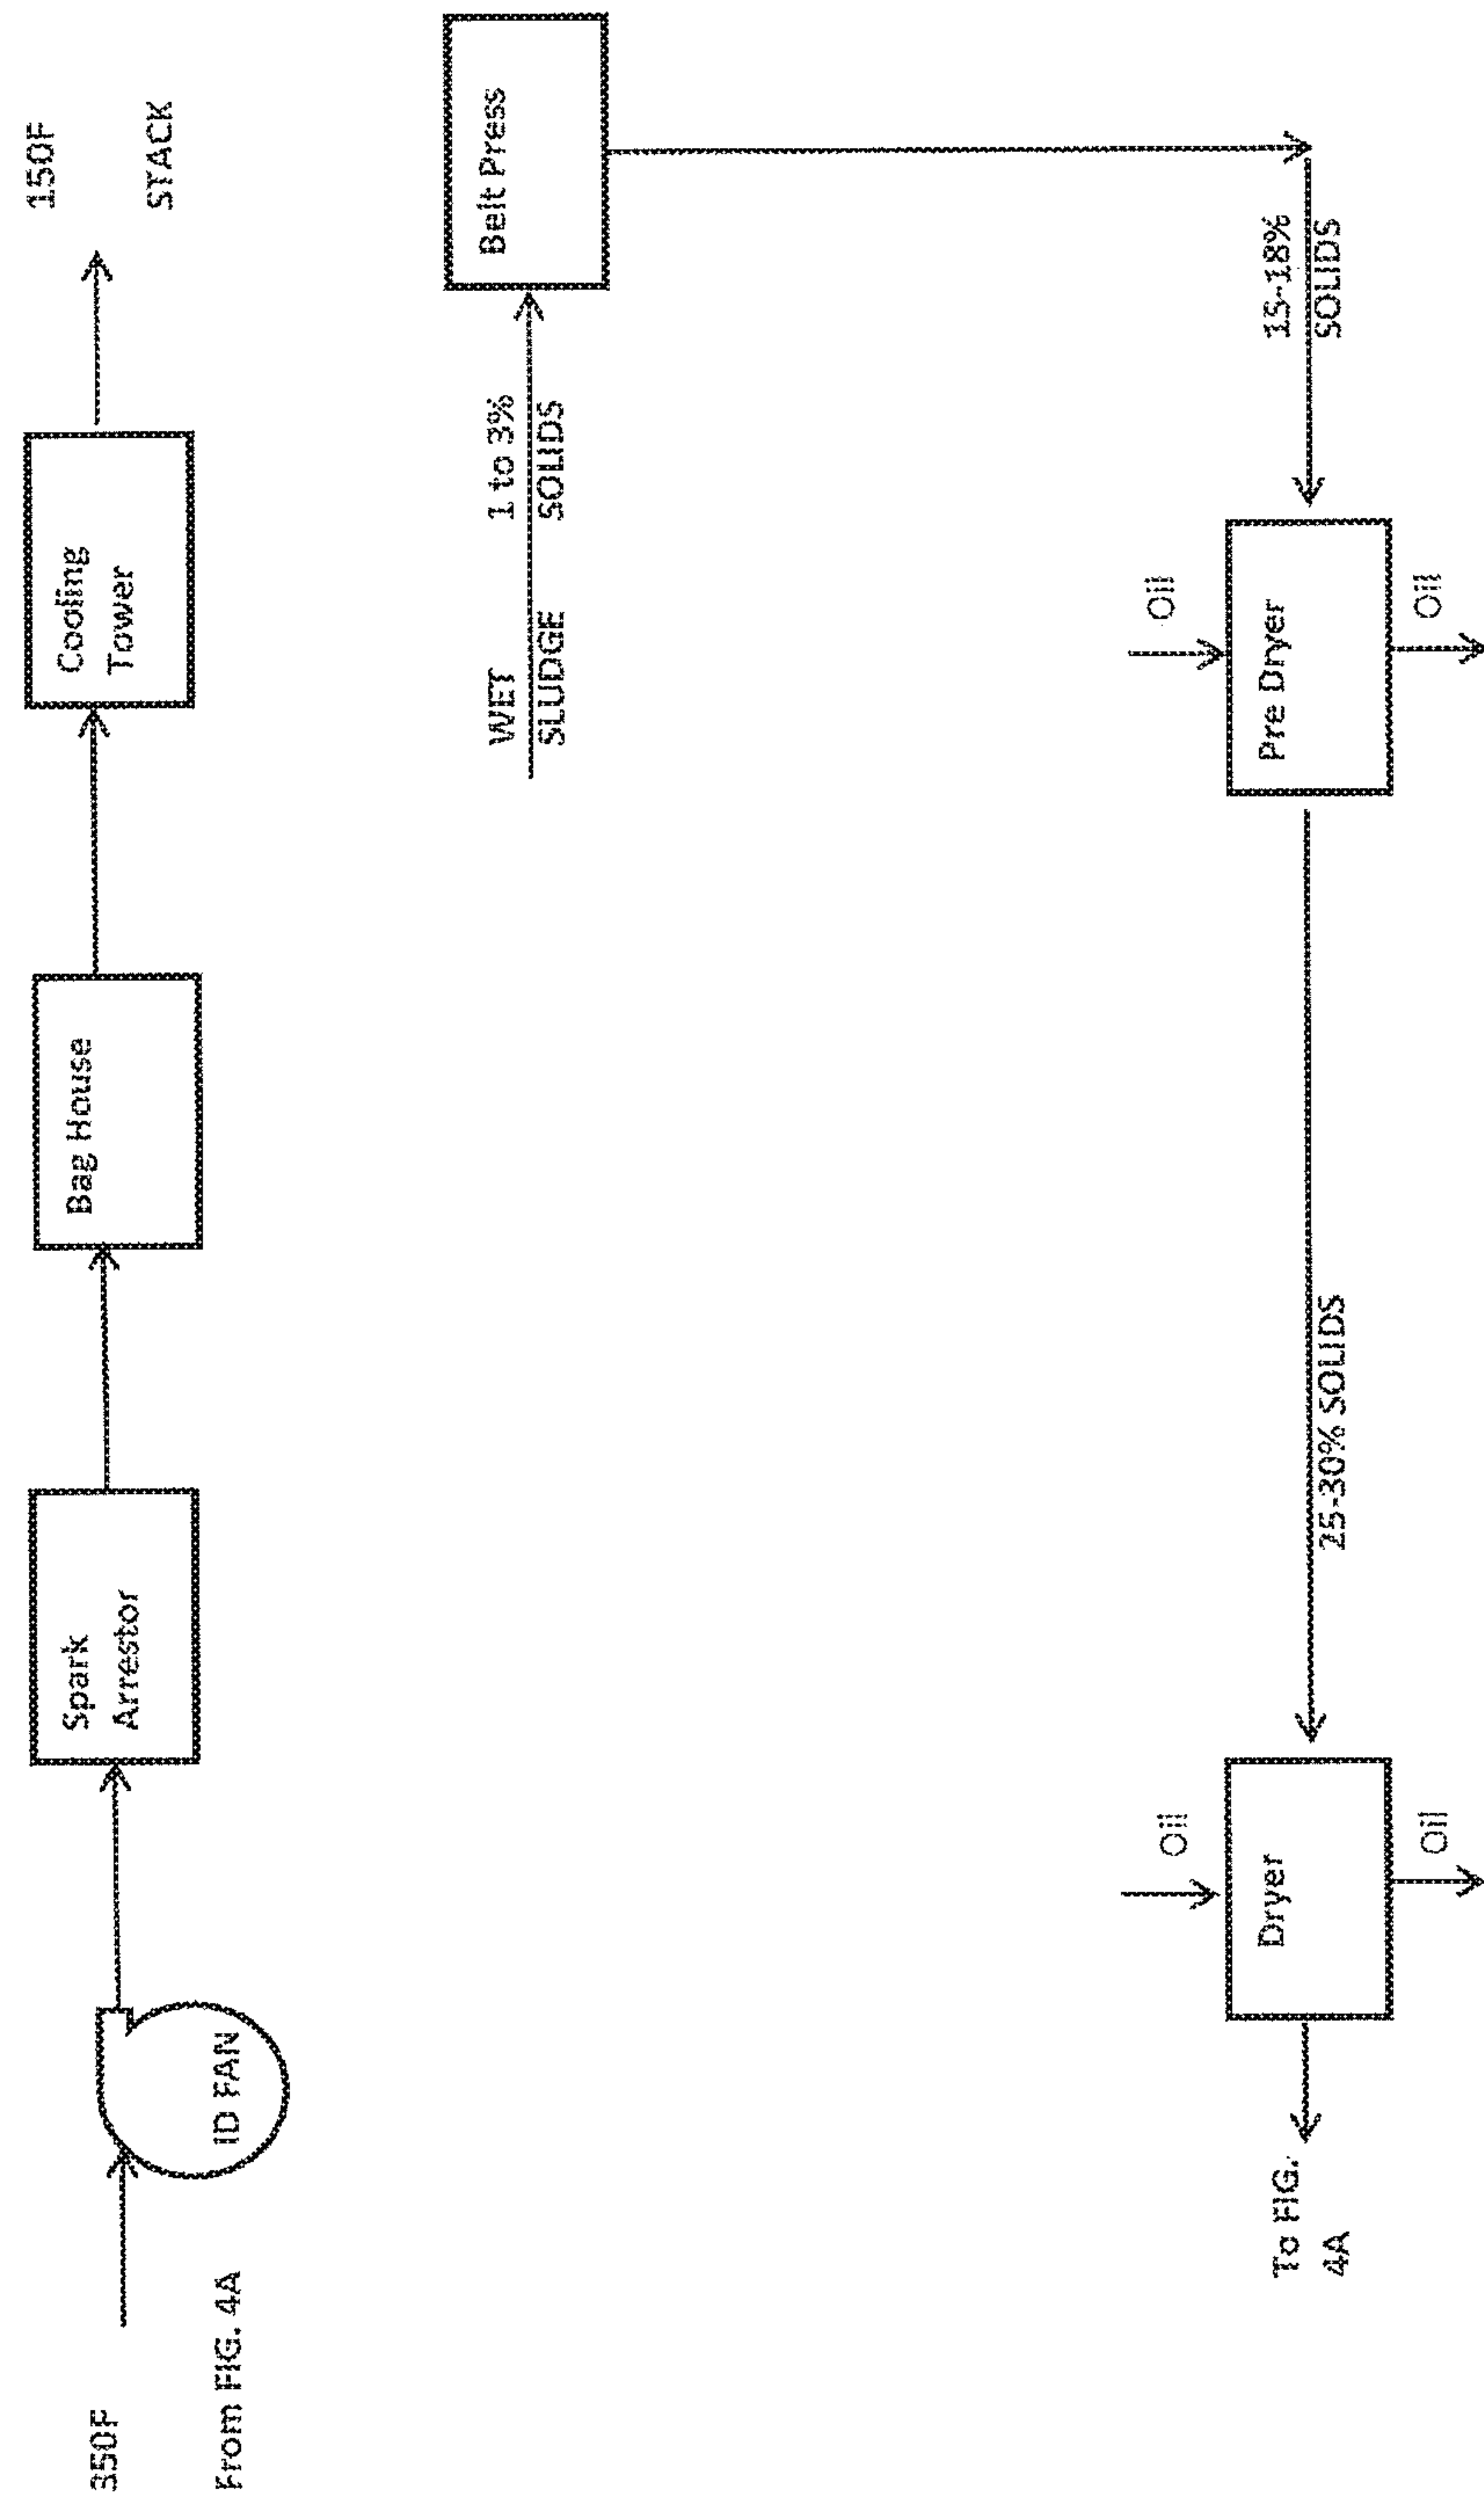 350F
From FIG. 4A
ID FAN
Spark
Arrestor
Bag House
Cooling
Tower
150F
STACK
WET
SLUDGE
1 to 3%
SOLIDS
Belt Press
15-18%
SOLIDS
Oil
Pre Dryer
Oil
25-30% SOLIDS
Oil
Dryer
Oil
To FIG.
4A